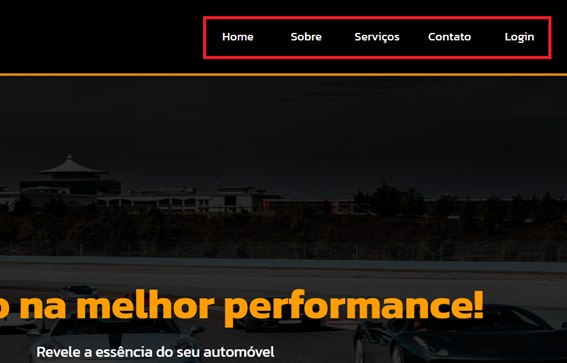 Home Sobre Serviços Contato Login
o na melhor performance!
Revele a essência do seu automóvel